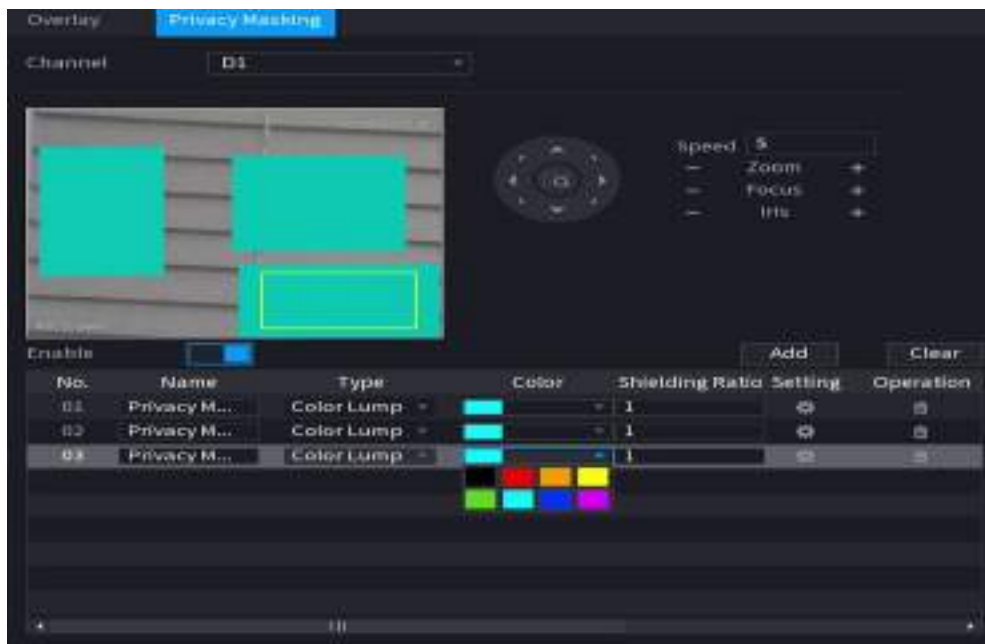 Overlay Privacy Masking
Channel D1
Speed 5
Zoom
Focus
Iris
Enable Add Clear
No. Name Type Color Shielding Ratio Setting Operation
01 Privacy M... Color Lump 1
02 Privacy M... Color Lump 1
03 Privacy M... Color Lump 1